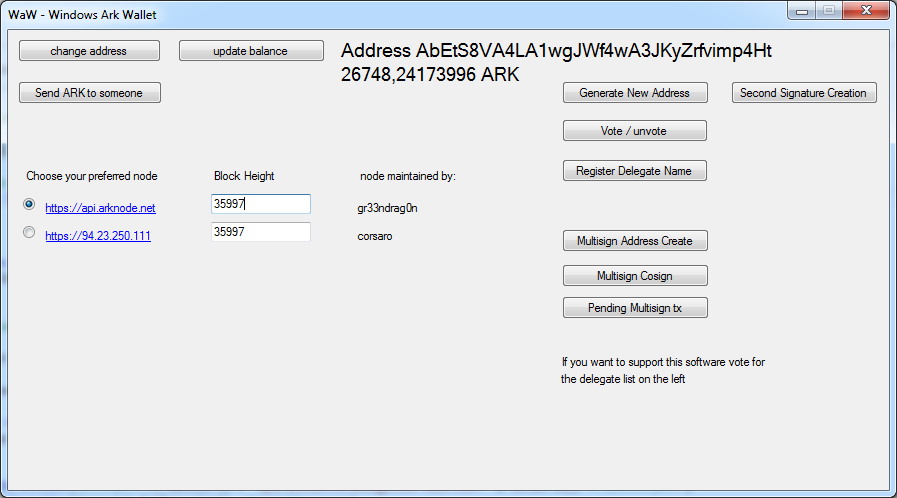 WaW - Windows Ark Wallet
change address
update balance
Address AbEtS8VA4LA1wgJWf4wA3JKyZrfvimp4Ht
26748,24173996 ARK
Send ARK to someone
Generate New Address
Second Signature Creation
Vote / unvote
Register Delegate Name
Choose your preferred node
Block Height
node maintained by:
https://api.arknode.net
35997
gr33ndrag0n
https://94.23.250.111
35997
corsaro
Multisign Address Create
Multisign Cosign
Pending Multisign tx
If you want to support this software vote for
the delegate list on the left